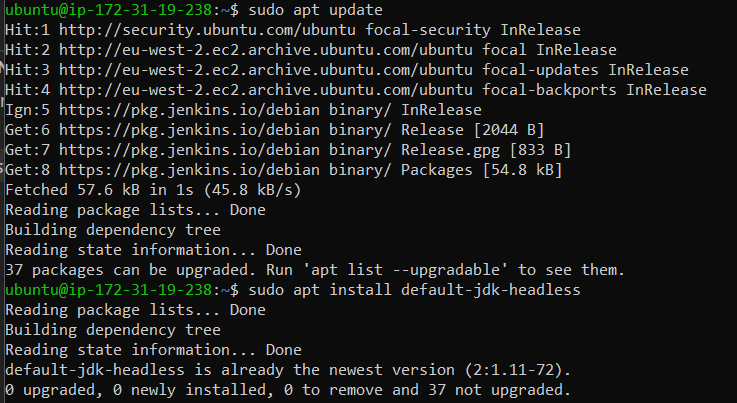 ubuntu@ip-172-31-19-238:~$ sudo apt update
Hit:1 http://security.ubuntu.com/ubuntu focal-security InRelease
Hit:2 http://eu-west-2.ec2.archive.ubuntu.com/ubuntu focal InRelease
Hit:3 http://eu-west-2.ec2.archive.ubuntu.com/ubuntu focal-updates InRelease
Hit:4 http://eu-west-2.ec2.archive.ubuntu.com/ubuntu focal-backports InRelease
Ign:5 https://pkg.jenkins.io/debian binary/ InRelease
Get:6 https://pkg.jenkins.io/debian binary/ Release [2044 B]
Get:7 https://pkg.jenkins.io/debian binary/ Release.gpg [833 B]
Get:8 https://pkg.jenkins.io/debian binary/ Packages [54.8 kB]
Fetched 57.6 kB in 1s (45.8 kB/s)
Reading package lists... Done
Building dependency tree
Reading state information... Done
37 packages can be upgraded. Run 'apt list --upgradable' to see them.
ubuntu@ip-172-31-19-238:~$ sudo apt install default-jdk-headless
Reading package lists... Done
Building dependency tree
Reading state information... Done
default-jdk-headless is already the newest version (2:1.11-72).
0 upgraded, 0 newly installed, 0 to remove and 37 not upgraded.